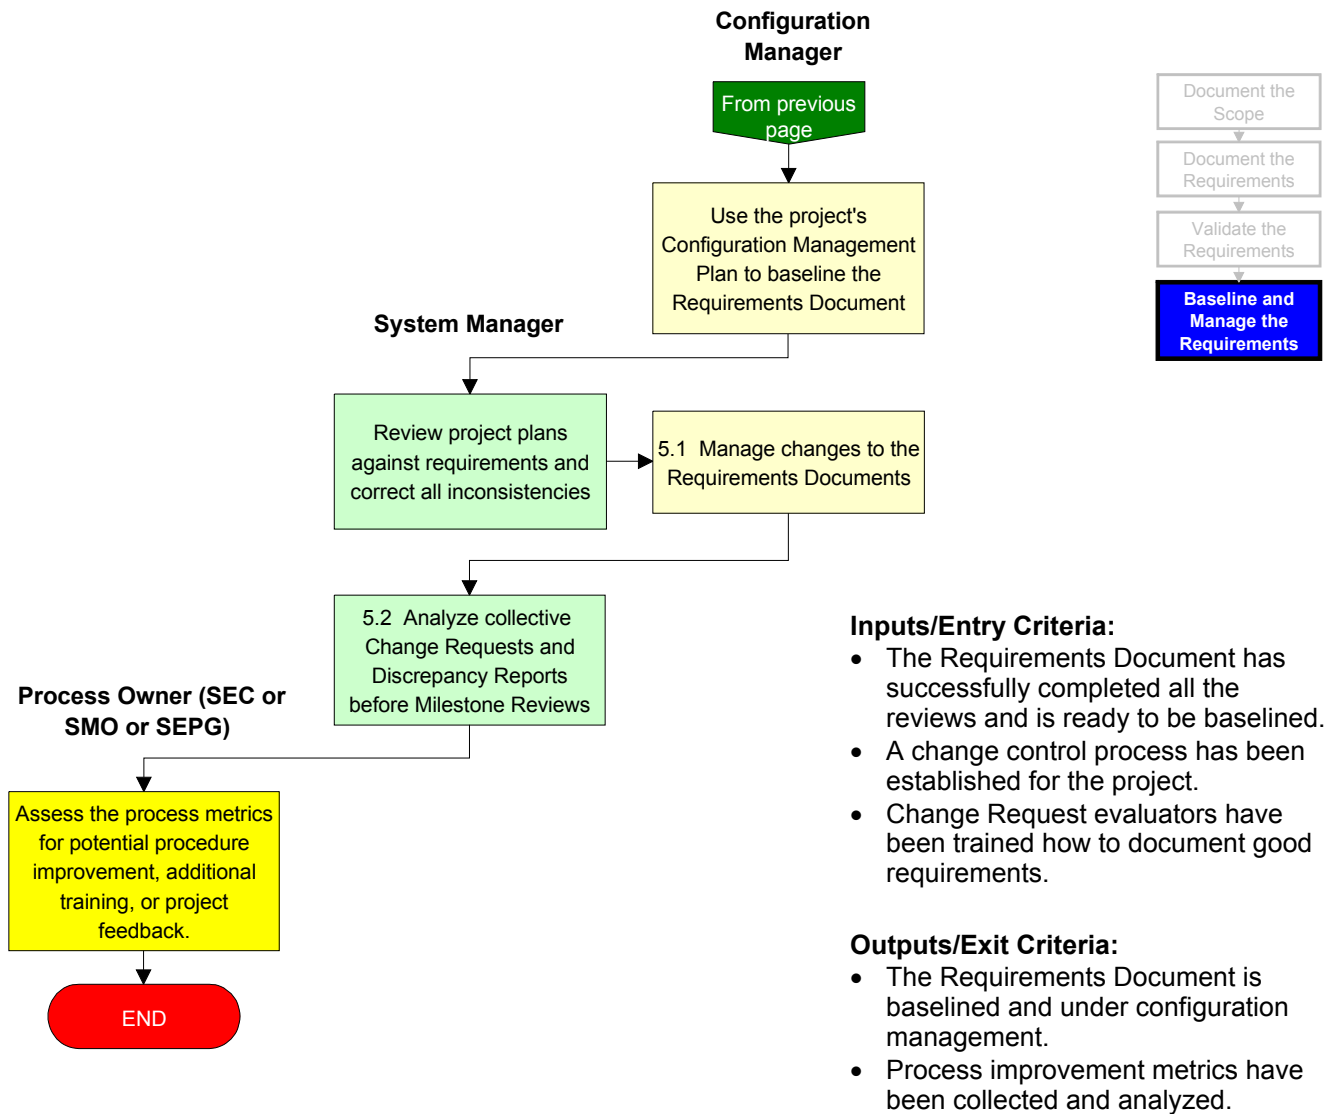 Configuration
Manager
From previous
page
Use the project's
Configuration Management
Plan to baseline the
Requirements Document
System Manager
Review project plans
against requirements and
correct all inconsistencies
5.1 Manage changes to the
Requirements Documents
5.2 Analyze collective
Change Requests and
Discrepancy Reports
before Milestone Reviews
Process Owner (SEC or
SMO or SEPG)
Assess the process metrics
for potential procedure
improvement, additional
training, or project
feedback.
END
Document the
Scope
Document the
Requirements
Validate the
Requirements
Baseline and
Manage the
Requirements
Inputs/Entry Criteria:
• The Requirements Document has
successfully completed all the
reviews and is ready to be baselined.
• A change control process has been
established for the project.
• Change Request evaluators have
been trained how to document good
requirements.
Outputs/Exit Criteria:
• The Requirements Document is
baselined and under configuration
management.
• Process improvement metrics have
been collected and analyzed.